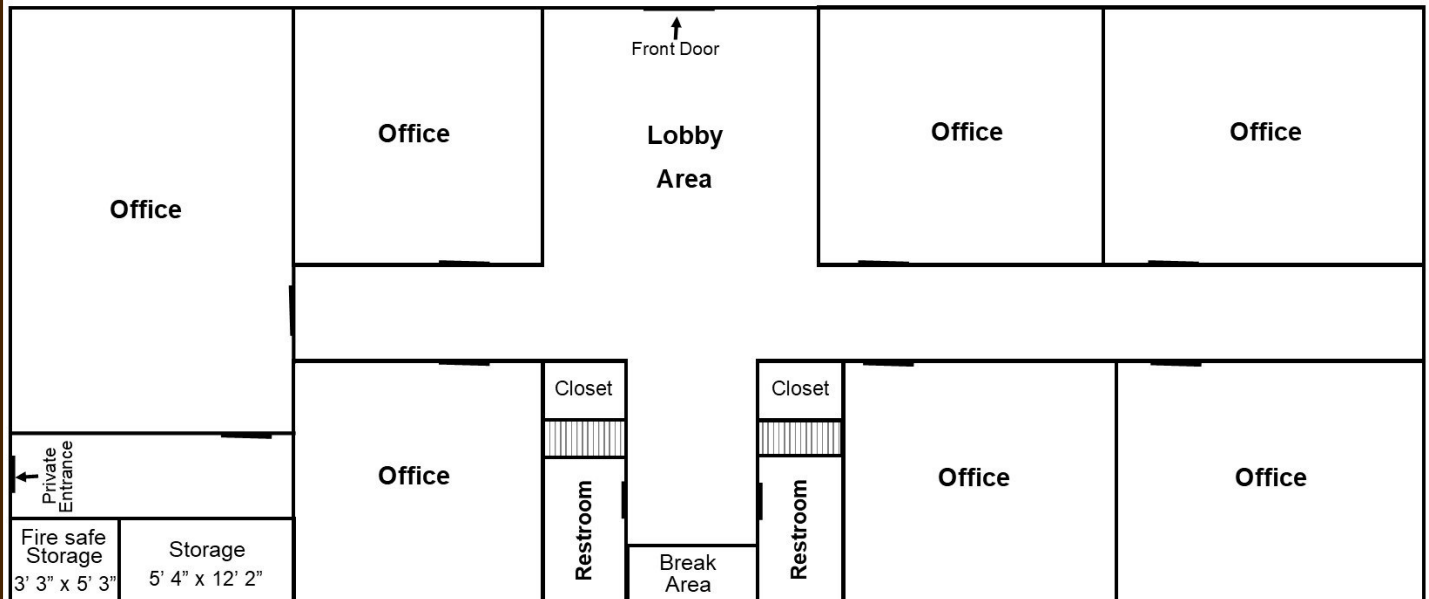 Front Door
Office
Lobby
Area
Office
Office
Office
Closet
Closet
Private
Entrance
Office
Restroom
Restroom
Office
Office
Fire safe
Storage
3’ 3” x 5’ 3”
Storage
5’ 4” x 12’ 2”
Break
Area